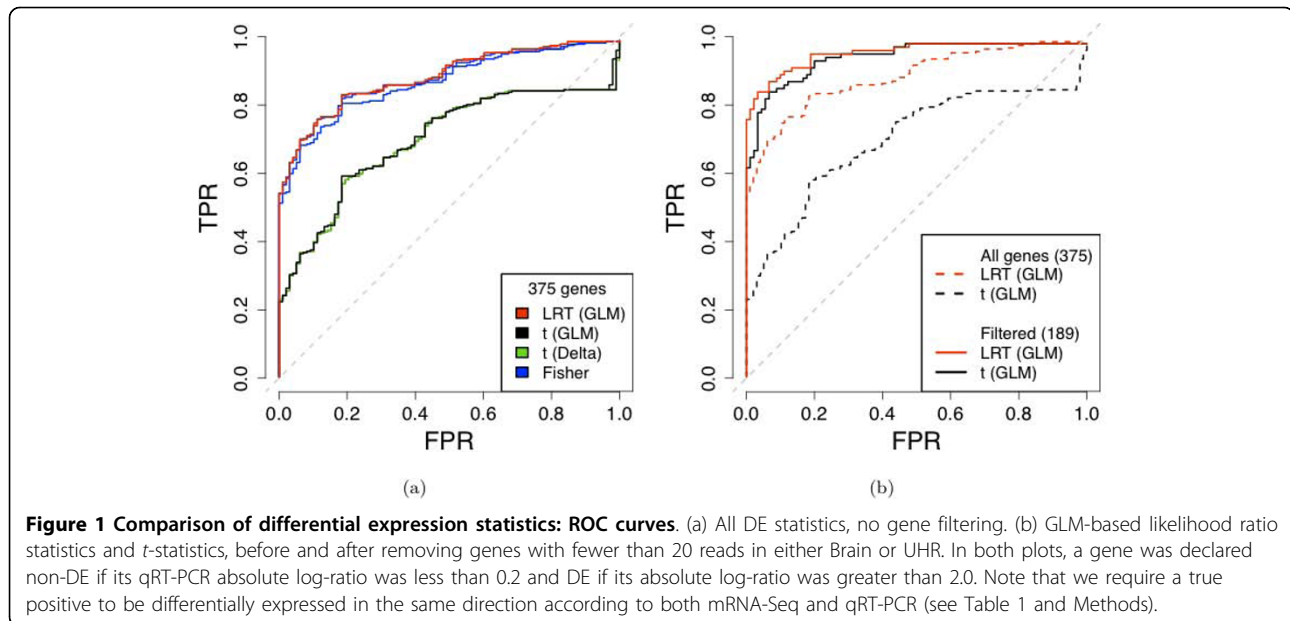 1.0
0.8
0.6
0.4
0.2
0.0
TPR
0.0 0.2 0.4 0.6 0.8 1.0
FPR
375 genes
LRT (GLM)
t (GLM)
t (Delta)
Fisher
(a)
1.0
0.8
0.6
0.4
0.2
0.0
TPR
0.0 0.2 0.4 0.6 0.8 1.0
FPR
All genes (375)
LRT (GLM)
t (GLM)
Filtered (189)
LRT (GLM)
t (GLM)
(b)
Figure 1 Comparison of differential expression statistics: ROC curves. (a) All DE statistics, no gene filtering. (b) GLM-based likelihood ratio
statistics and t-statistics, before and after removing genes with fewer than 20 reads in either Brain or UHR. In both plots, a gene was declared
non-DE if its qRT-PCR absolute log-ratio was less than 0.2 and DE if its absolute log-ratio was greater than 2.0. Note that we require a true
positive to be differentially expressed in the same direction according to both mRNA-Seq and qRT-PCR (see Table 1 and Methods).